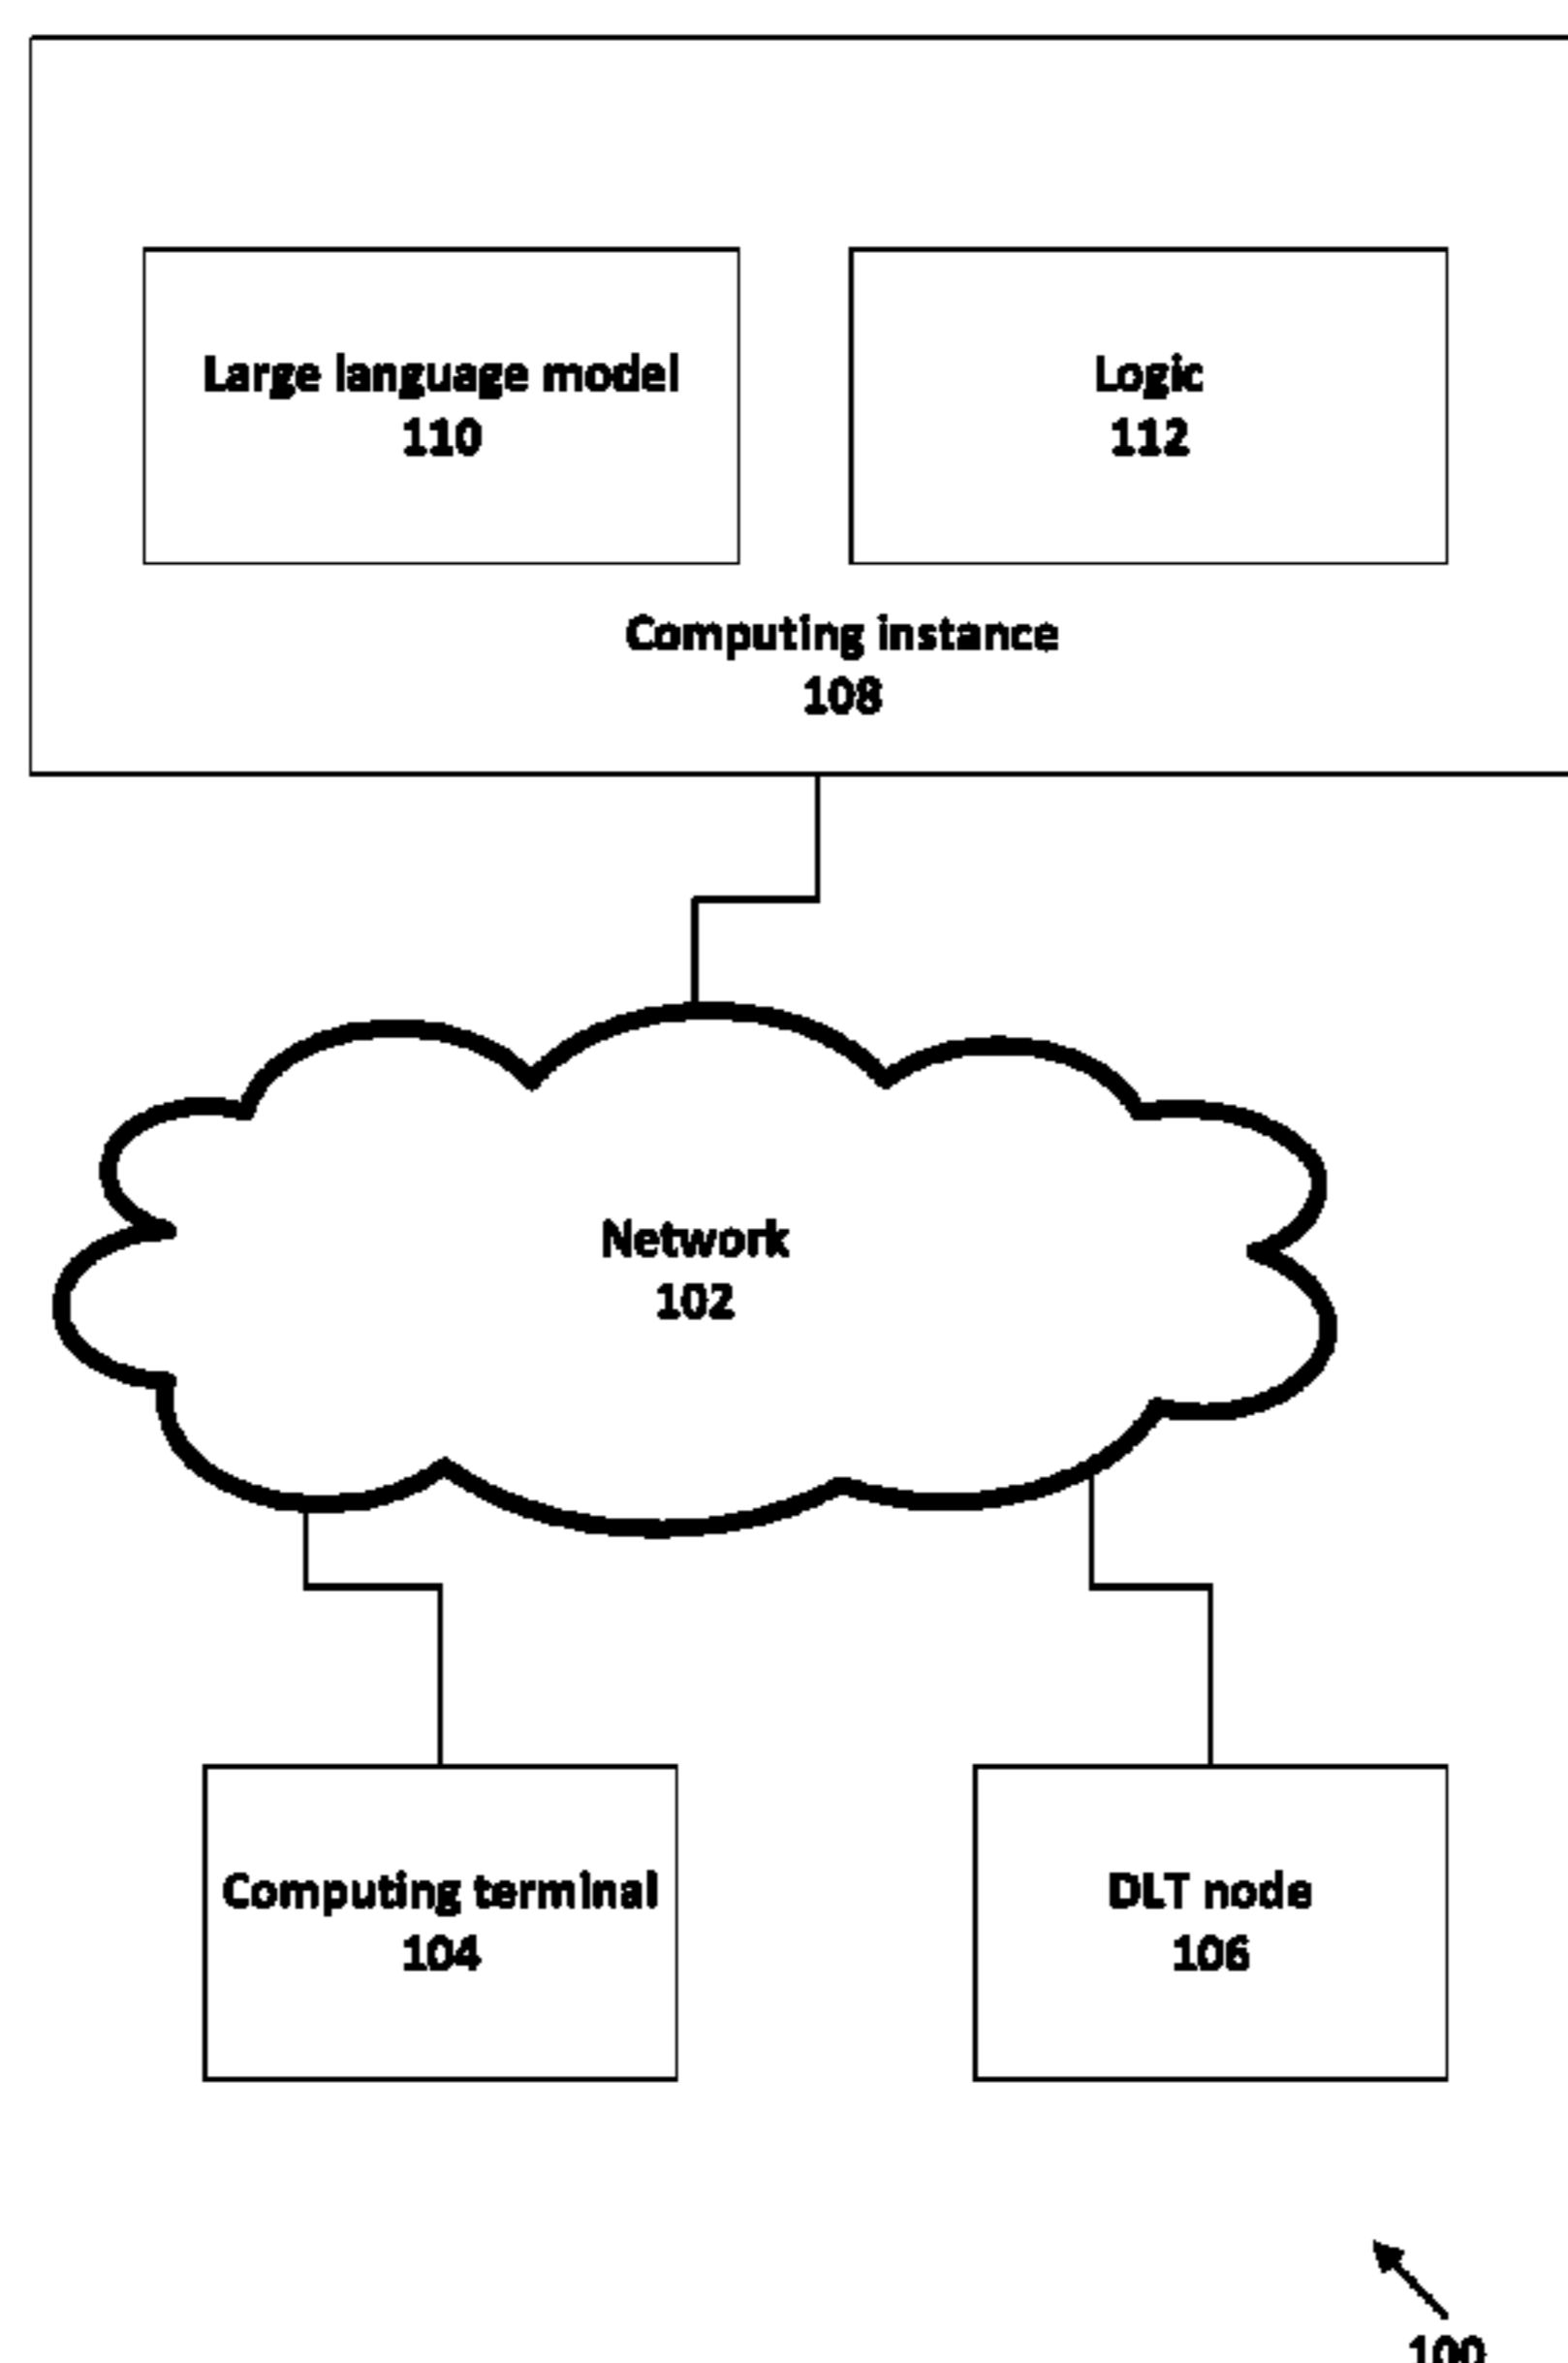 Large language model
110
Logic
112
Computing instance
108
Network
102
Computing terminal
104
DLT node
106
100